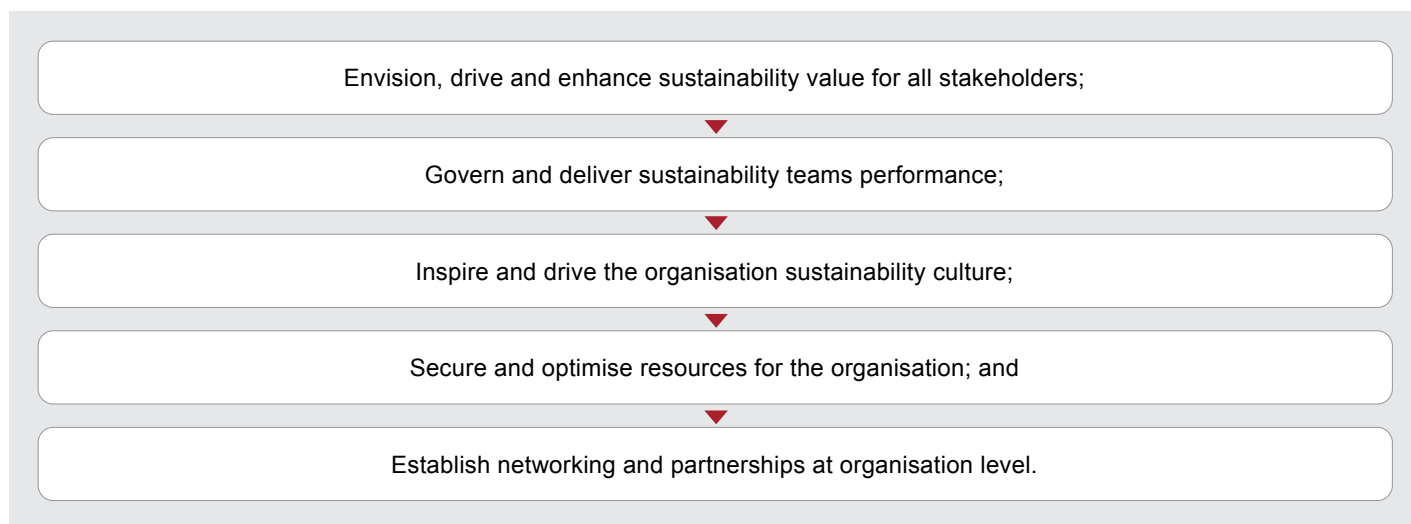 Envision, drive and enhance sustainability value for all stakeholders;
Govern and deliver sustainability teams performance;
Inspire and drive the organisation sustainability culture;
Secure and optimise resources for the organisation; and
Establish networking and partnerships at organisation level.